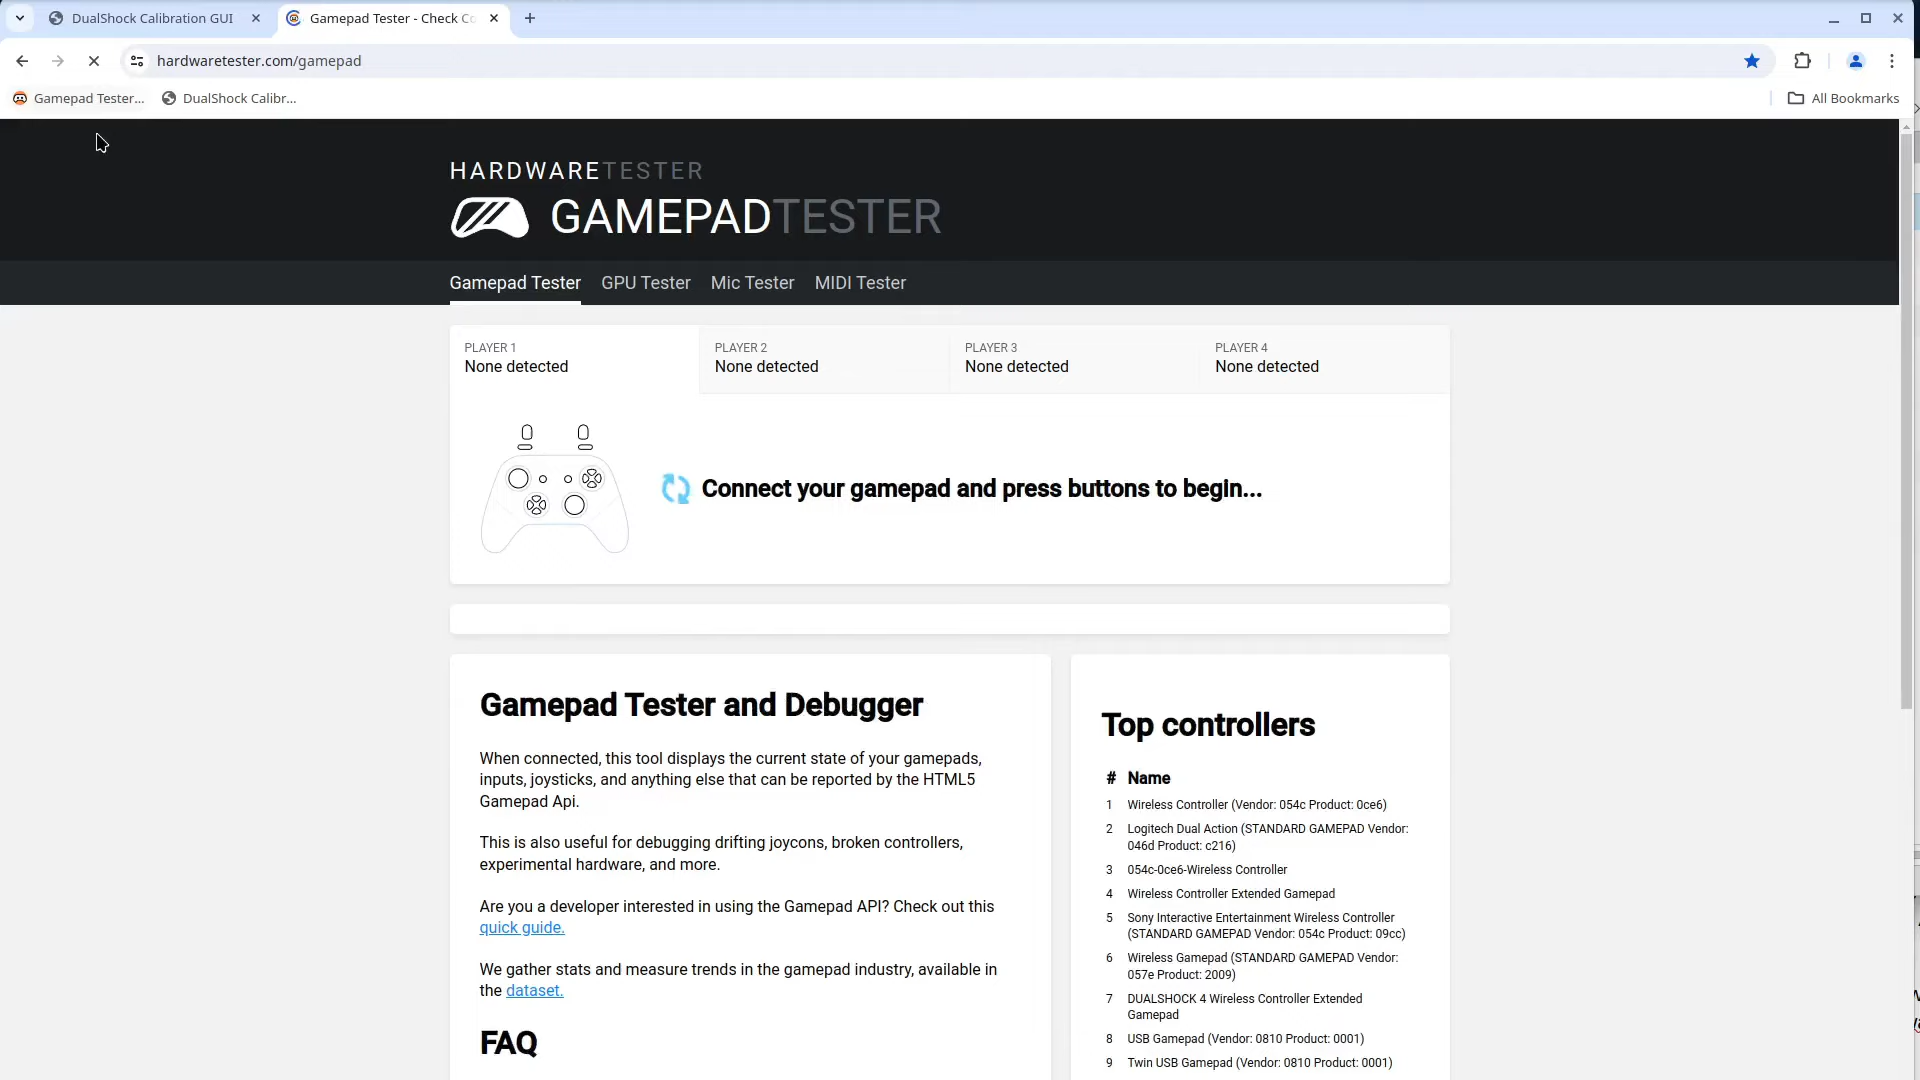 DualShock Calibration GUI
Gamepad Tester - Check Co
hardwaretester.com/gamepad
Gamepad Tester...
DualShock Calibr...
All Bookmarks
HARDWARETESTER
GAMEPADTESTER
Gamepad Tester
GPU Tester
Mic Tester
MIDI Tester
PLAYER 1
None detected
PLAYER 2
None detected
PLAYER 3
None detected
PLAYER 4
None detected
Connect your gamepad and press buttons to begin...
Gamepad Tester and Debugger
When connected, this tool displays the current state of your gamepads,
inputs, joysticks, and anything else that can be reported by the HTML5
Gamepad Api.
This is also useful for debugging drifting joycons, broken controllers,
experimental hardware, and more.
Are you a developer interested in using the Gamepad API? Check out this
quick guide.
We gather stats and measure trends in the gamepad industry, available in
the dataset.
FAQ
Top controllers
# Name
1 Wireless Controller (Vendor: 054c Product: 0ce6)
2 Logitech Dual Action (STANDARD GAMEPAD Vendor:
046d Product: c216)
3 054c-0ce6-Wireless Controller
4 Wireless Controller Extended Gamepad
5 Sony Interactive Entertainment Wireless Controller
(STANDARD GAMEPAD Vendor: 054c Product: 09cc)
6 Wireless Gamepad (STANDARD GAMEPAD Vendor:
057e Product: 2009)
7 DUALSHOCK 4 Wireless Controller Extended
Gamepad
8 USB Gamepad (Vendor: 0810 Product: 0001)
9 Twin USB Gamepad (Vendor: 0810 Product: 0001)